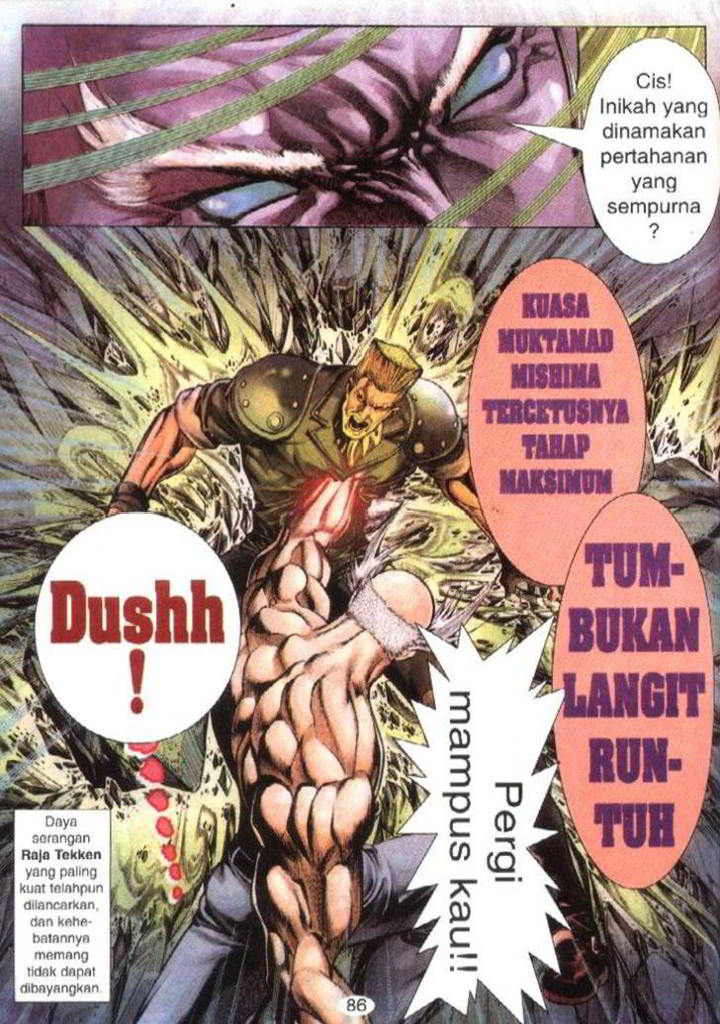 Cis!
Inikah yang
dinamakan
pertahanan
yang
sempurna
?
KUASA
MUKTAMAD
MISHIMA
TERCETUSNYA
TAHAP
MAKSIMUM
TUM-
BUKAN
LANGIT
RUN-
TUH
Dushh
!
Pergi
mampus kau!!
Daya
serangan
Raja Tekken
yang paling
kuat telahpun
dilancarkan,
dan kehe-
batannya
memang
tidak dapat
dibayangkan.
86